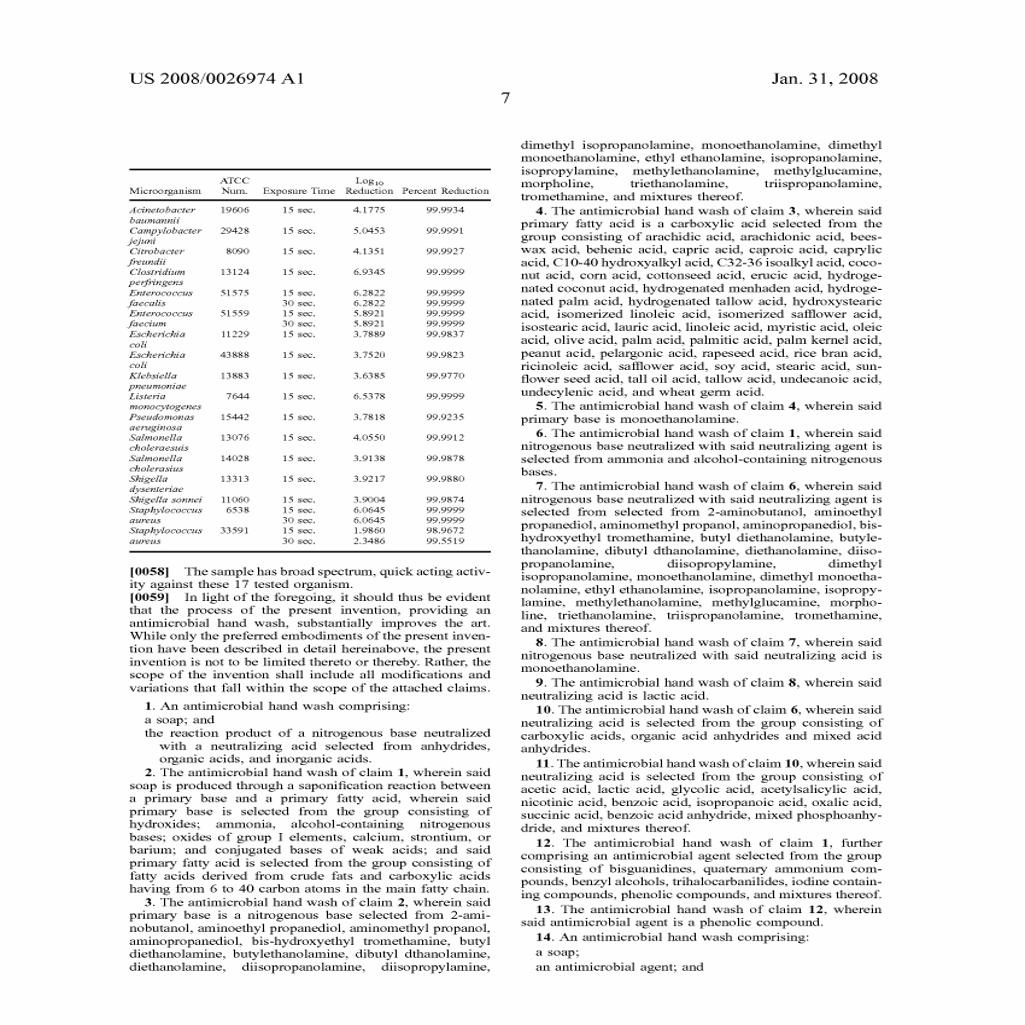 US 2008/0026974 A1
Jan. 31, 2008
7
ATCC Log10
Microorganism Num. Exposure Time Reduction Percent Reduction
Acinetobacter 19606 15 sec. 4.1775 99.9934
baumannii
Campylobacter 29428 15 sec. 5.0453 99.9991
jejuni
Citrobacter 8090 15 sec. 4.1351 99.9927
freundii
Clostridium 13124 15 sec. 6.9345 99.9999
perfringens
Enterococcus 51575 15 sec. 6.2822 99.9999
faecalis 30 sec. 6.2822 99.9999
Enterococcus 51559 15 sec. 5.8921 99.9999
faecium 30 sec. 5.8921 99.9999
Escherichia 11229 15 sec. 3.7889 99.9837
coli
Escherichia 43888 15 sec. 3.7520 99.9823
coli
Klebsiella 13883 15 sec. 3.6385 99.9770
pneumoniae
Listeria 7644 15 sec. 6.5378 99.9999
monocytogenes
Pseudomonas 15442 15 sec. 3.7818 99.9235
aeruginosa
Salmonella 13076 15 sec. 4.0550 99.9912
choleraesuis
Salmonella 14028 15 sec. 3.9138 99.9878
cholerasius
Shigella 13313 15 sec. 3.9217 99.9880
dysenteriae
Shigella sonnei 11060 15 sec. 3.9004 99.9874
Staphylococcus 6538 15 sec. 6.0645 99.9999
aureus 30 sec. 6.0645 99.9999
Staphylococcus 33591 15 sec. 1.9860 98.9672
aureus 30 sec. 2.3486 99.5519
[0058] The sample has broad spectrum, quick acting activ-
ity against these 17 tested organism.
[0059] In light of the foregoing, it should thus be evident
that the process of the present invention, providing an
antimicrobial hand wash, substantially improves the art.
While only the preferred embodiments of the present inven-
tion have been described in detail hereinabove, the present
invention is not to be limited thereto or thereby. Rather, the
scope of the invention shall include all modifications and
variations that fall within the scope of the attached claims.
1. An antimicrobial hand wash comprising:
a soap; and
the reaction product of a nitrogenous base neutralized
with a neutralizing acid selected from anhydrides,
organic acids, and inorganic acids.
2. The antimicrobial hand wash of claim 1, wherein said
soap is produced through a saponification reaction between
a primary base and a primary fatty acid, wherein said
primary base is selected from the group consisting of
hydroxides; ammonia, alcohol-containing nitrogenous
bases; oxides of group I elements, calcium, strontium, or
barium; and conjugated bases of weak acids; and said
primary fatty acid is selected from the group consisting of
fatty acids derived from crude fats and carboxylic acids
having from 6 to 40 carbon atoms in the main fatty chain.
3. The antimicrobial hand wash of claim 2, wherein said
primary base is a nitrogenous base selected from 2-ami-
nobutanol, aminoethyl propanediol, aminomethyl propanol,
aminopropanediol, bis-hydroxyethyl tromethamine, butyl
diethanolamine, butylethanolamine, dibutyl dthanolamine,
diethanolamine, diisopropanolamine, diisopropylamine,
dimethyl isopropanolamine, monoethanolamine, dimethyl
monoethanolamine, ethyl ethanolamine, isopropanolamine,
isopropylamine, methylethanolamine, methylglucamine,
morpholine, triethanolamine, triispropanolamine,
tromethamine, and mixtures thereof.
4. The antimicrobial hand wash of claim 3, wherein said
primary fatty acid is a carboxylic acid selected from the
group consisting of arachidic acid, arachidonic acid, bees-
wax acid, behenic acid, capric acid, caproic acid, caprylic
acid, C10-40 hydroxyalkyl acid, C32-36 isoalkyl acid, coco-
nut acid, corn acid, cottonseed acid, erucic acid, hydroge-
nated coconut acid, hydrogenated menhaden acid, hydroge-
nated palm acid, hydrogenated tallow acid, hydroxystearic
acid, isomerized linoleic acid, isomerized safflower acid,
isostearic acid, lauric acid, linoleic acid, myristic acid, oleic
acid, olive acid, palm acid, palmitic acid, palm kernel acid,
peanut acid, pelargonic acid, rapeseed acid, rice bran acid,
ricinoleic acid, safflower acid, soy acid, stearic acid, sun-
flower seed acid, tall oil acid, tallow acid, undecanoic acid,
undecylenic acid, and wheat germ acid.
5. The antimicrobial hand wash of claim 4, wherein said
primary base is monoethanolamine.
6. The antimicrobial hand wash of claim 1, wherein said
nitrogenous base neutralized with said neutralizing agent is
selected from ammonia and alcohol-containing nitrogenous
bases.
7. The antimicrobial hand wash of claim 6, wherein said
nitrogenous base neutralized with said neutralizing agent is
selected from selected from 2-aminobutanol, aminoethyl
propanediol, aminomethyl propanol, aminopropanediol, bis-
hydroxyethyl tromethamine, butyl diethanolamine, butyle-
thanolamine, dibutyl dthanolamine, diethanolamine, diiso-
propanolamine, diisopropylamine, dimethyl
isopropanolamine, monoethanolamine, dimethyl monoetha-
nolamine, ethyl ethanolamine, isopropanolamine, isopropy-
lamine, methylethanolamine, methylglucamine, morpho-
line, triethanolamine, triispropanolamine, tromethamine,
and mixtures thereof.
8. The antimicrobial hand wash of claim 7, wherein said
nitrogenous base neutralized with said neutralizing acid is
monoethanolamine.
9. The antimicrobial hand wash of claim 8, wherein said
neutralizing acid is lactic acid.
10. The antimicrobial hand wash of claim 6, wherein said
neutralizing acid is selected from the group consisting of
carboxylic acids, organic acid anhydrides and mixed acid
anhydrides.
11. The antimicrobial hand wash of claim 10, wherein said
neutralizing acid is selected from the group consisting of
acetic acid, lactic acid, glycolic acid, acetylsalicylic acid,
nicotinic acid, benzoic acid, isopropanoic acid, oxalic acid,
succinic acid, benzoic acid anhydride, mixed phosphoanhy-
dride, and mixtures thereof.
12. The antimicrobial hand wash of claim 1, further
comprising an antimicrobial agent selected from the group
consisting of bisguanidines, quaternary ammonium com-
pounds, benzyl alcohols, trihalocarbanilides, iodine contain-
ing compounds, phenolic compounds, and mixtures thereof.
13. The antimicrobial hand wash of claim 12, wherein
said antimicrobial agent is a phenolic compound.
14. An antimicrobial hand wash comprising:
a soap;
an antimicrobial agent; and